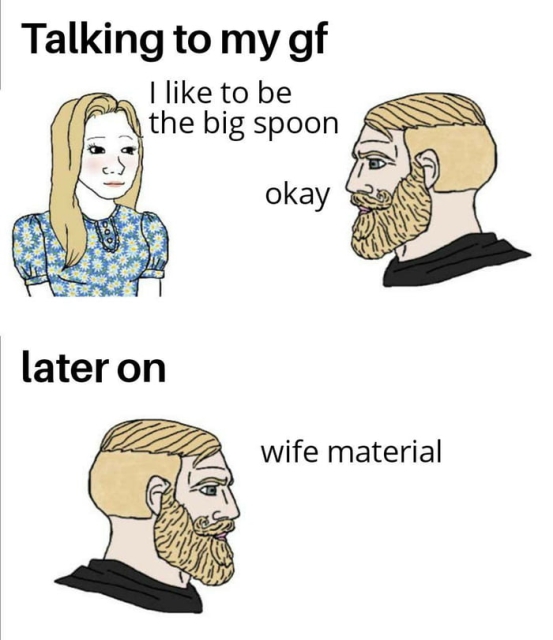 Talking to my gf
I like to be
the big spoon
okay
later on
wife material